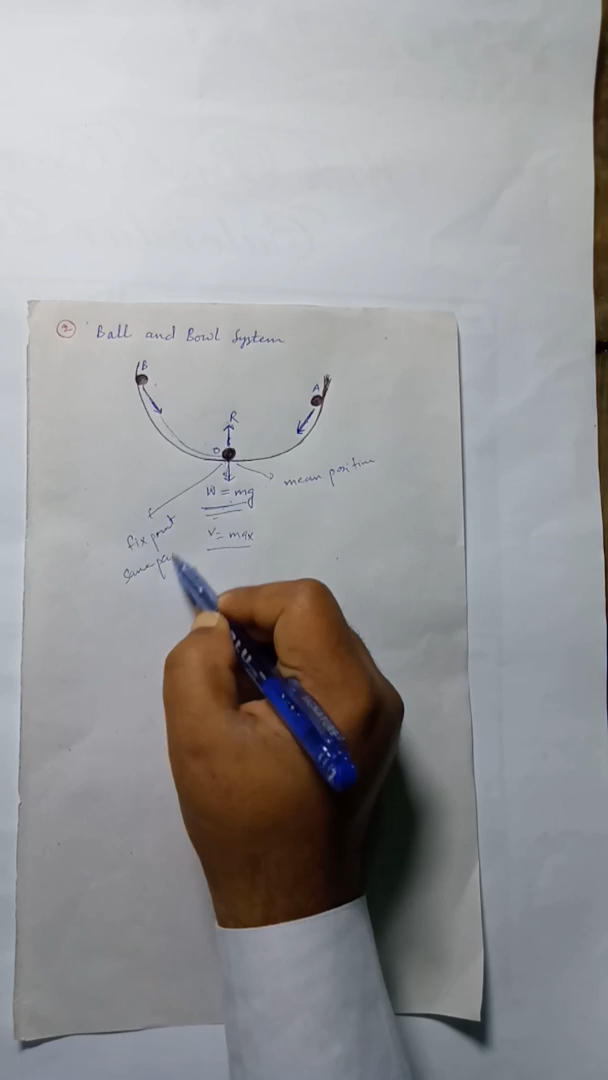 2 Ball and Bowl System
B
A
R
O
mean position
W = mg
fix point
V = max
Same